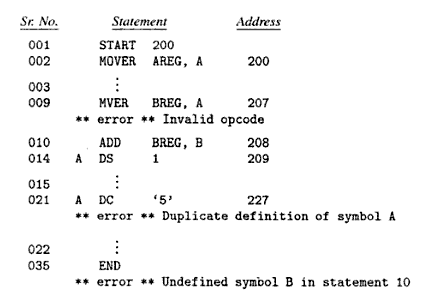 Sr. No. Statement Address
001 START 200
002 MOVER AREG, A 200
003 ⋮
009 MVER BREG, A 207
** error ** Invalid opcode
010 ADD BREG, B 208
014 A DS 1 209
015 ⋮
021 A DC '5' 227
** error ** Duplicate definition of symbol A
022 ⋮
035 END
** error ** Undefined symbol B in statement 10